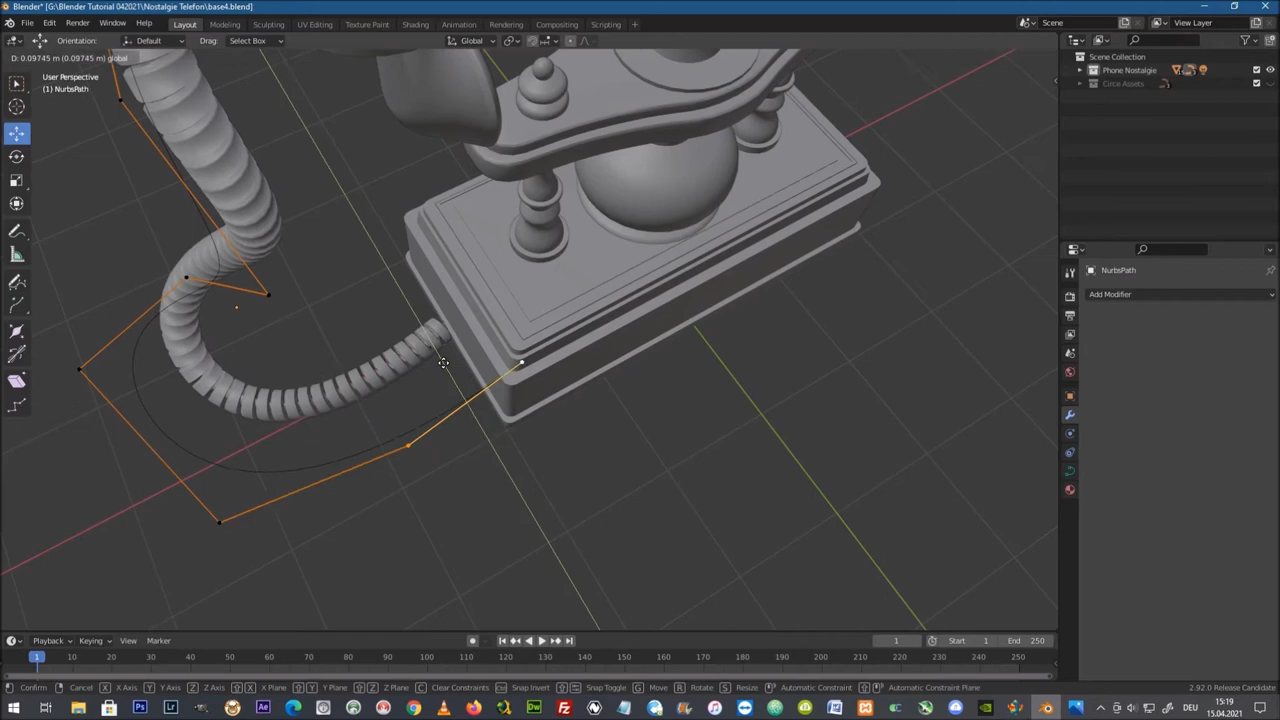 Blender* [G:\Blender Tutorial 042021\Nostalgie Telefon\base4.blend]
File Edit Render Window Help Layout Modeling Sculpting UV Editing Texture Paint Shading Animation Rendering Compositing Scripting + Scene View Layer
Orientation: Default Drag: Select Box Global
D: 0.09745 m (0.09745 m) global
User Perspective
(1) NurbsPath
Scene Collection
Phone Nostalgie
Circe Assets
NurbsPath
Add Modifier
Playback Keying View Marker 1 Start 1 End 250
1 10 20 30 40 50 60 70 80 90 100 110 120 130 140 150 160 170 180 190 200 210 220 230 240 250
Confirm Cancel X X Axis Y Y Axis Z Z Axis X X Plane Y Y Plane Z Z Plane C Clear Constraints Snap Invert Snap Toggle G Move R Rotate S Resize Automatic Constraint Automatic Constraint Plane 2.92.0 Release Candidate
DEU 15:19
15.04.2021